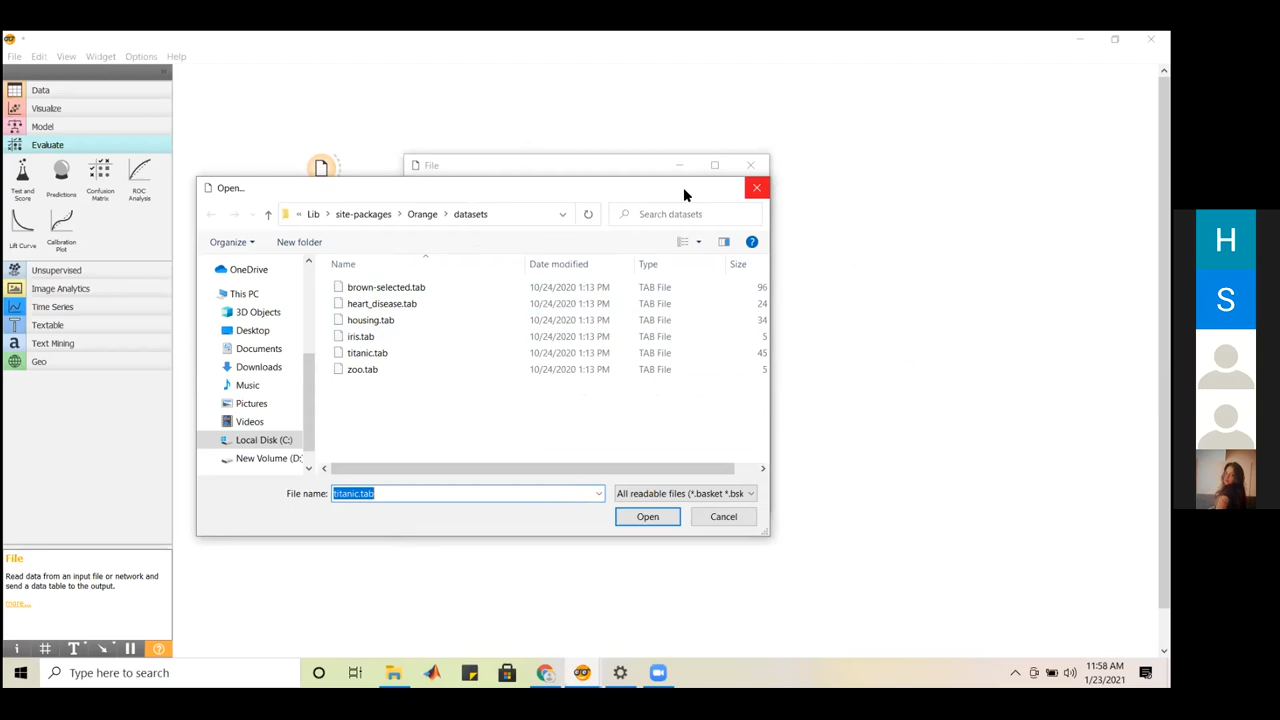 File Edit View Widget Options Help
Data
Visualize
Model
Evaluate
Test and Score
Predictions
Confusion Matrix
ROC Analysis
Lift Curve
Calibration Plot
Unsupervised
Image Analytics
Time Series
Textable
Text Mining
Geo
File
Open...
« Lib › site-packages › Orange › datasets
Search datasets
Organize
New folder
Name Date modified Type Size
OneDrive
This PC
3D Objects
Desktop
Documents
Downloads
Music
Pictures
Videos
Local Disk (C:)
New Volume (D:
brown-selected.tab 10/24/2020 1:13 PM TAB File 96
heart_disease.tab 10/24/2020 1:13 PM TAB File 24
housing.tab 10/24/2020 1:13 PM TAB File 34
iris.tab 10/24/2020 1:13 PM TAB File 5
titanic.tab 10/24/2020 1:13 PM TAB File 45
zoo.tab 10/24/2020 1:13 PM TAB File 5
File name: titanic.tab
All readable files (*.basket *.bsk
Open
Cancel
File
Read data from an input file or network and
send a data table to the output.
more...
Type here to search
11:58 AM
1/23/2021
H
S